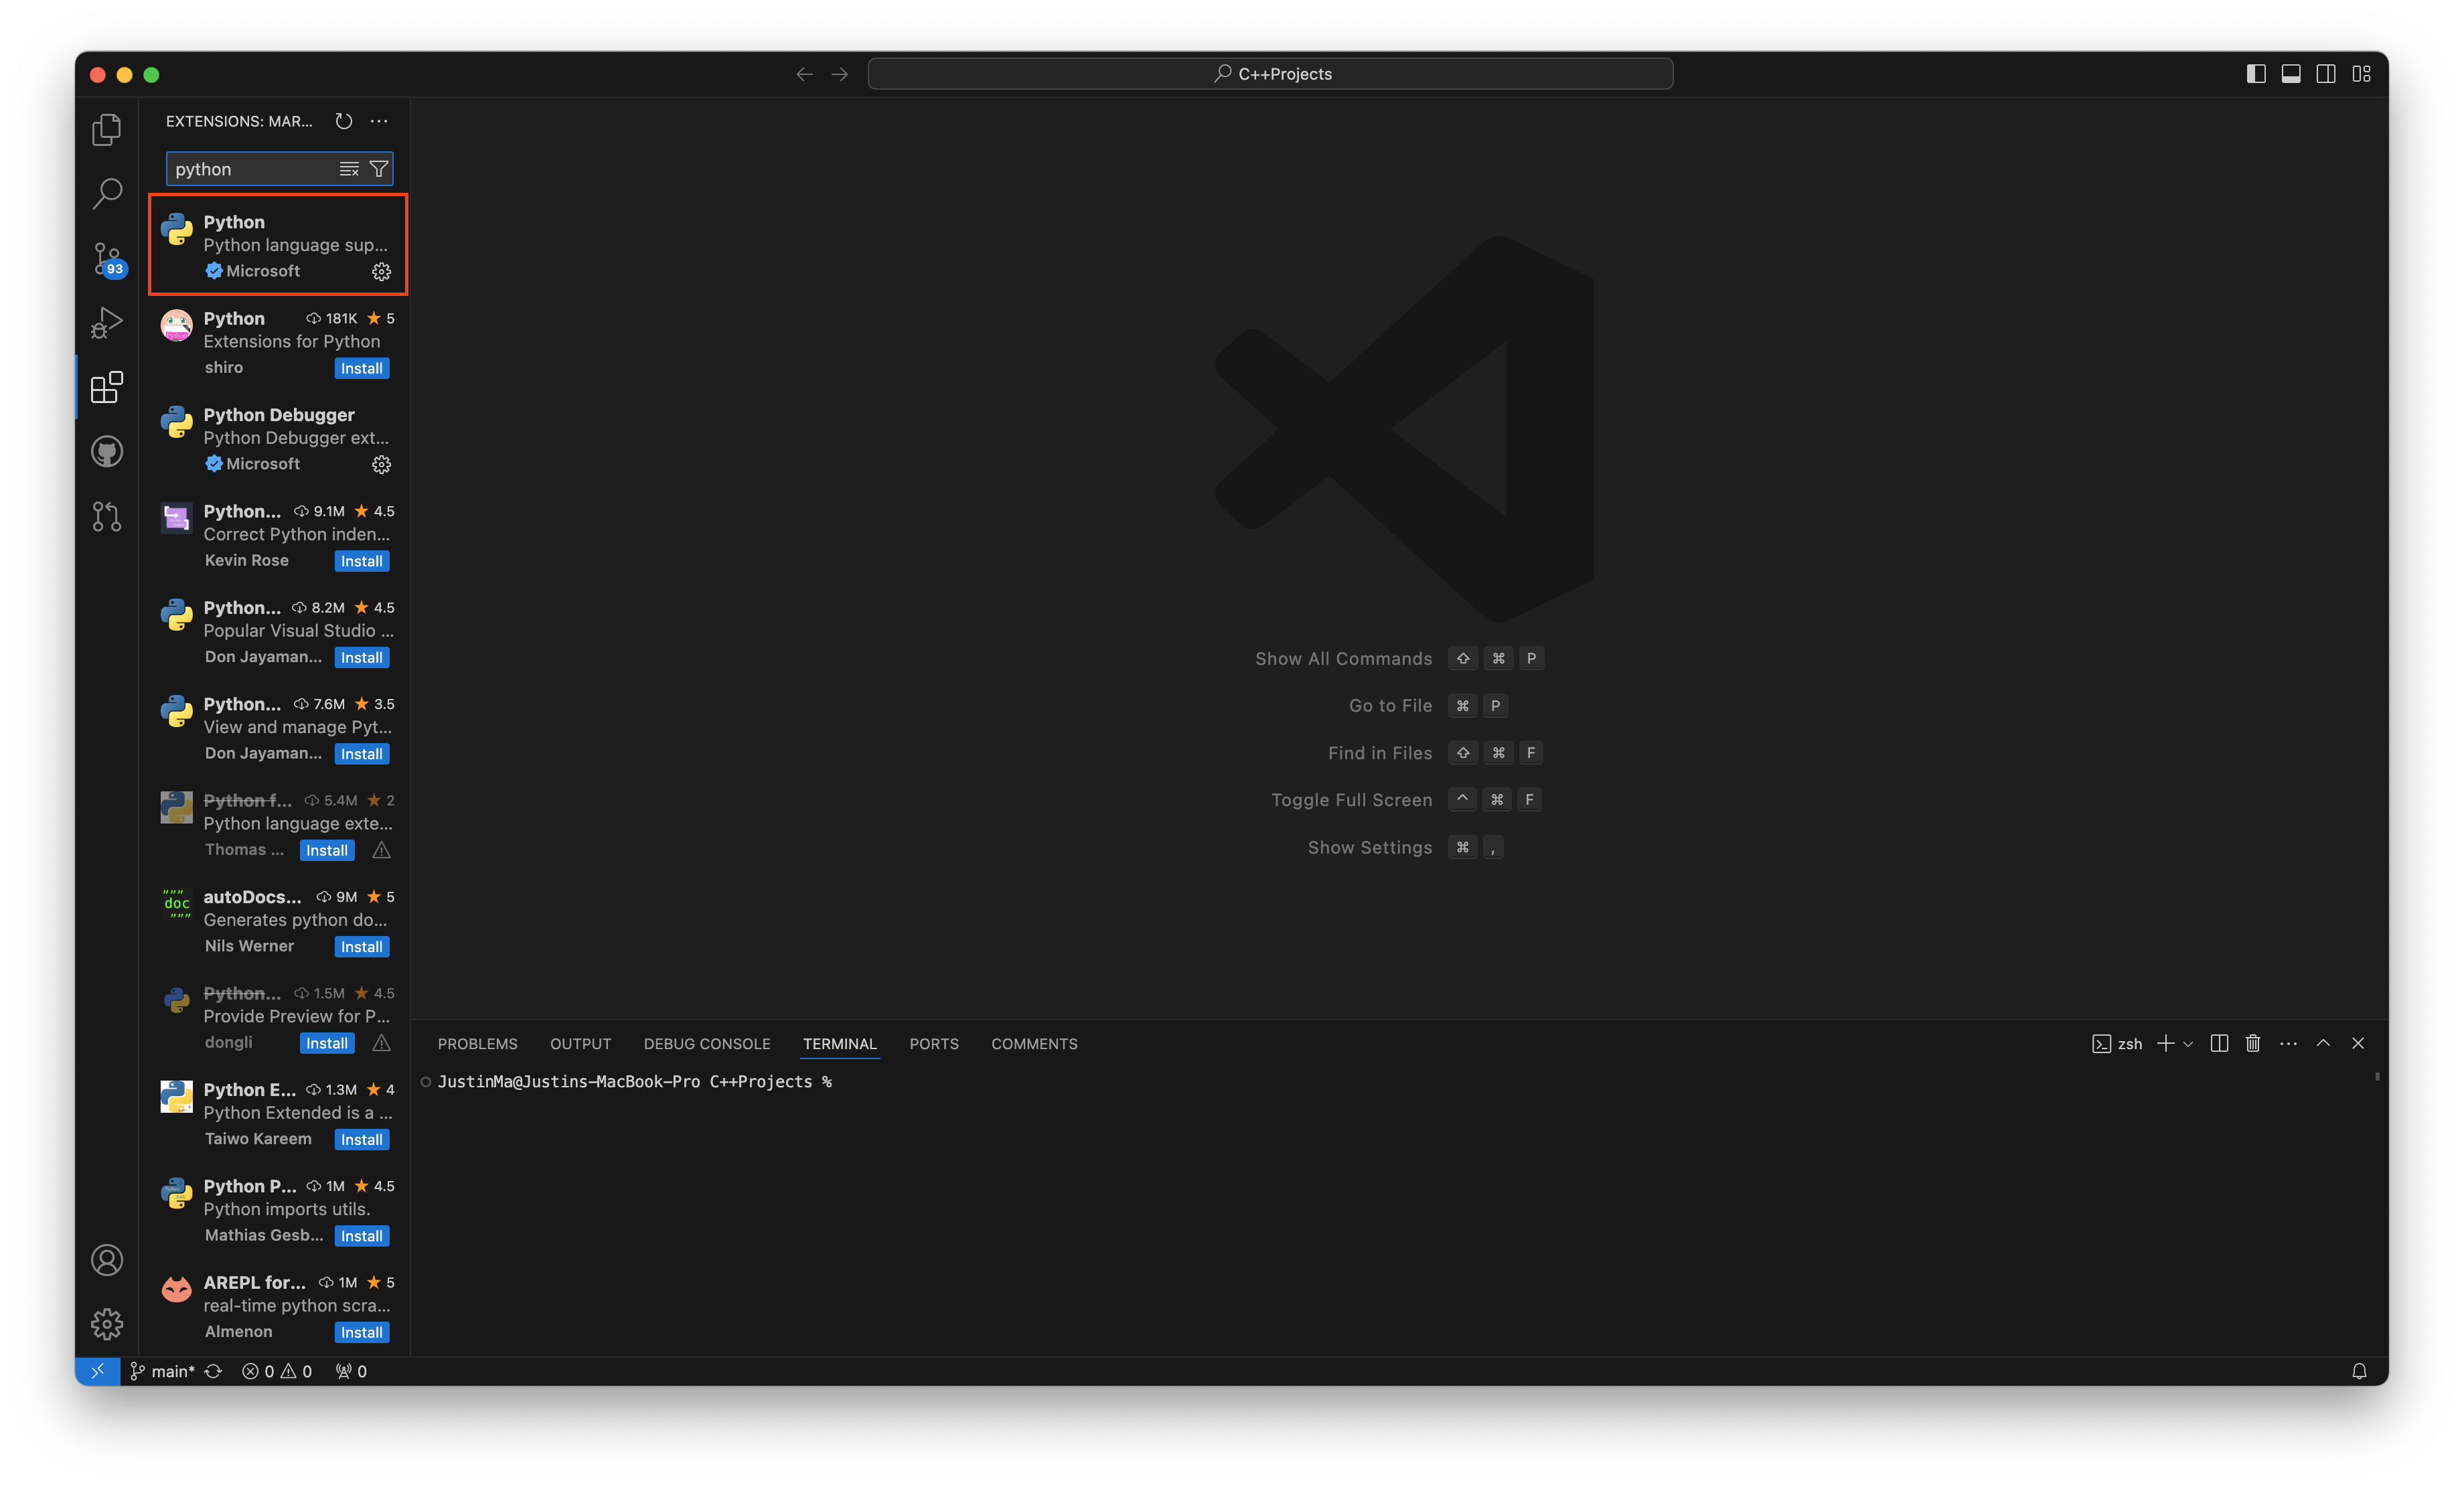 C++Projects
EXTENSIONS: MAR...
python
93
Python
Python language sup...
Microsoft
Python 181K 5
Extensions for Python
shiro Install
Python Debugger
Python Debugger ext...
Microsoft
Python... 9.1M 4.5
Correct Python inden...
Kevin Rose Install
Python... 8.2M 4.5
Popular Visual Studio ...
Don Jayaman... Install
Python... 7.6M 3.5
View and manage Pyt...
Don Jayaman... Install
Python f... 5.4M 2
Python language exte...
Thomas ... Install
"""
doc
"""
autoDocs... 9M 5
Generates python do...
Nils Werner Install
Python... 1.5M 4.5
Provide Preview for P...
dongli Install
Python E... 1.3M 4
Python Extended is a ...
Taiwo Kareem Install
Python P... 1M 4.5
Python imports utils.
Mathias Gesb... Install
AREPL for... 1M 5
real-time python scra...
Almenon Install
Show All Commands ⇧ ⌘ P
Go to File ⌘ P
Find in Files ⇧ ⌘ F
Toggle Full Screen ^ ⌘ F
Show Settings ⌘ ,
PROBLEMS OUTPUT DEBUG CONSOLE TERMINAL PORTS COMMENTS zsh
JustinMa@Justins-MacBook-Pro C++Projects %
main* 0 0 0